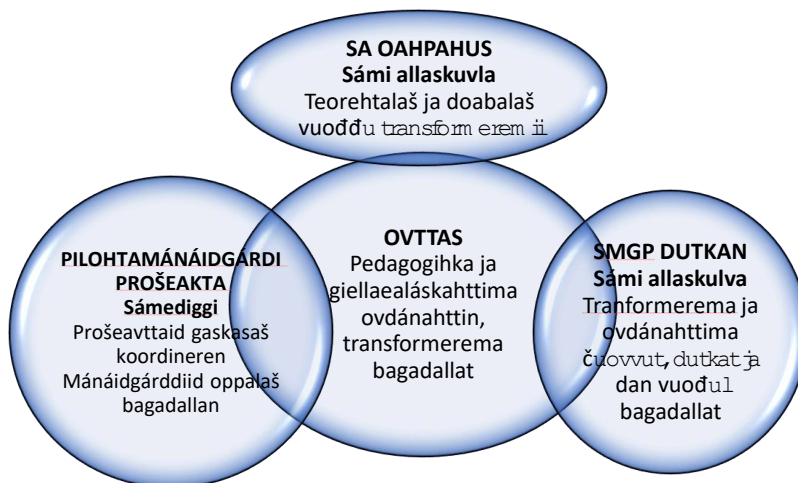 SA OAHPAHUS
Sámi allaskuvla
Teorehtalaš ja doabalaš
vuođđu transformeremii
PILOHTAMÁNÁIDGÁRDI
PROŠEAKTA
Sámediggi
Prošeavttaid gaskasaš
koordineren
Mánáidgárddiid oppalaš
bagadallan
OVTTAS
Pedagogihka ja
giellaealáskahttima
ovdánahttin,
transformerema
bagadallat
SMGP DUTKAN
Sámi allaskulva
Tranformerema ja
ovdánahttima
čuovvut, dutkat ja
dan vuođul
bagadallat